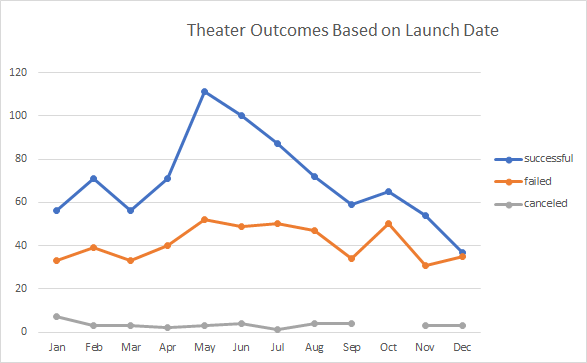 Theater Outcomes Based on Launch Date
120
100
80
60
40
20
0
Jan Feb Mar Apr May Jun Jul Aug Sep Oct Nov Dec
successful
failed
canceled